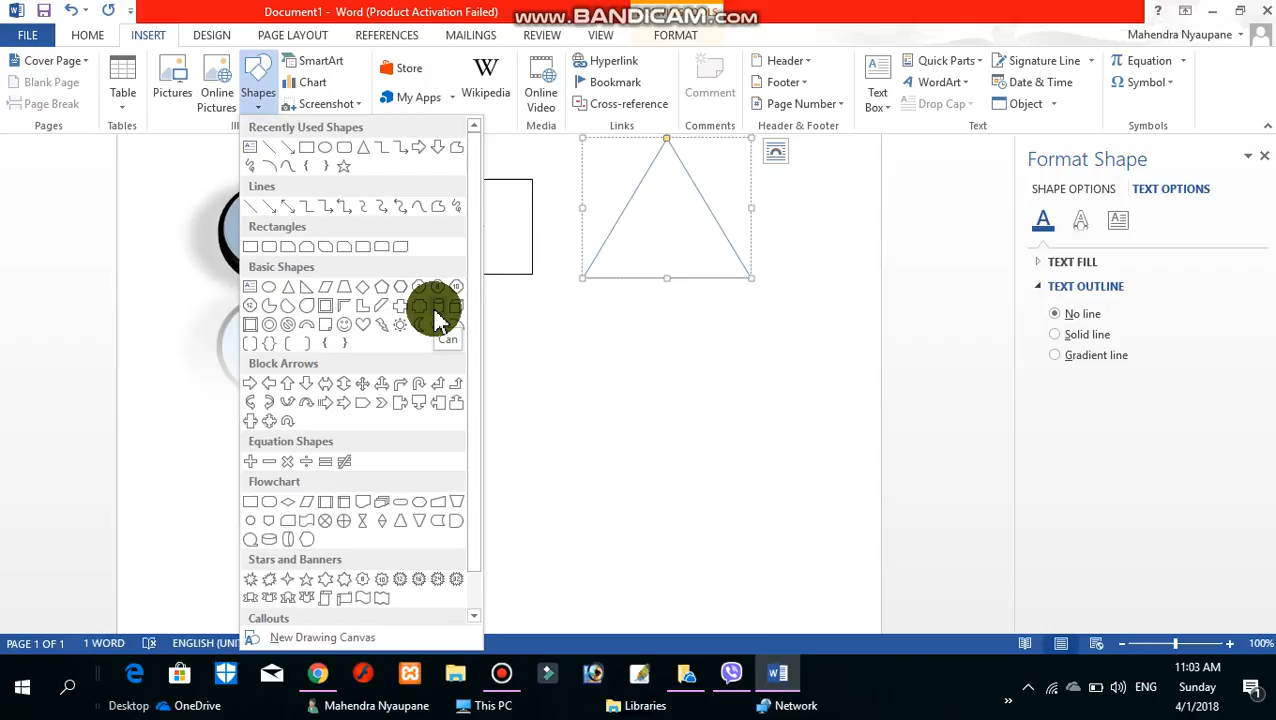 Document1 - Word (Product Activation Failed)
www.BANDICAM.com
?
FILE
HOME
INSERT
DESIGN
PAGE LAYOUT
REFERENCES
MAILINGS
REVIEW
VIEW
FORMAT
Mahendra Nyaupane
Cover Page
Blank Page
Page Break
Pages
Table
Tables
Pictures
Online Pictures
Shapes
SmartArt
Chart
Screenshot
Store
My Apps
Wikipedia
Online Video
Media
Hyperlink
Bookmark
Cross-reference
Links
Comment
Comments
Header
Footer
Page Number
Header & Footer
Text Box
Quick Parts
WordArt
Drop Cap
Signature Line
Date & Time
Object
Text
Equation
Symbol
Symbols
Recently Used Shapes
Lines
Rectangles
Basic Shapes
Can
Block Arrows
Equation Shapes
Flowchart
Stars and Banners
Callouts
New Drawing Canvas
Format Shape
SHAPE OPTIONS
TEXT OPTIONS
TEXT FILL
TEXT OUTLINE
No line
Solid line
Gradient line
PAGE 1 OF 1
1 WORD
ENGLISH (UNI
100%
11:03 AM
ENG
Sunday
4/1/2018
Desktop
OneDrive
Mahendra Nyaupane
This PC
Libraries
Network